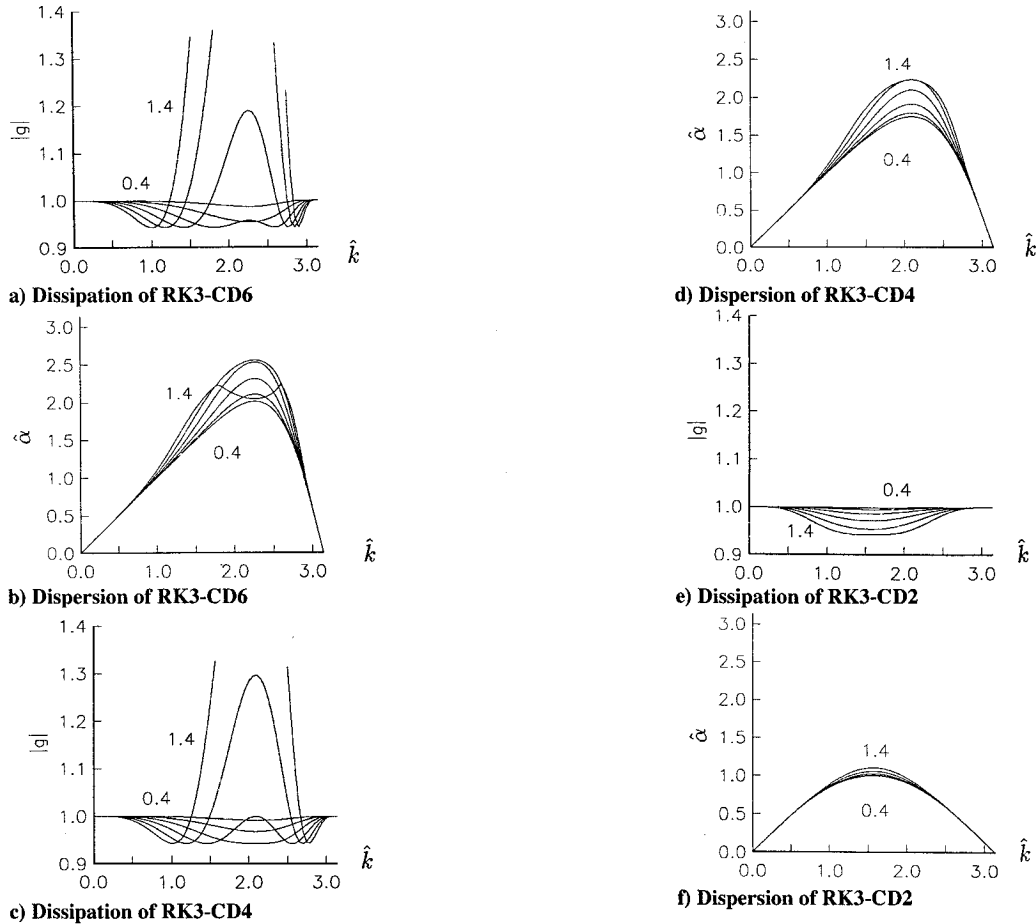 1.4
1.3
1.2
1.1
1.0
0.9
|g|
1.4
0.4
0.0 1.0 2.0 3.0 k̂
a) Dissipation of RK3-CD6
3.0
2.5
2.0
1.5
1.0
0.5
0.0
α̂
1.4
0.4
0.0 1.0 2.0 3.0 k̂
b) Dispersion of RK3-CD6
1.4
1.3
1.2
1.1
1.0
0.9
|g|
1.4
0.4
0.0 1.0 2.0 3.0 k̂
c) Dissipation of RK3-CD4
3.0
2.5
2.0
1.5
1.0
0.5
0.0
α̂
1.4
0.4
0.0 1.0 2.0 3.0 k̂
d) Dispersion of RK3-CD4
1.4
1.3
1.2
1.1
1.0
0.9
|g|
0.4
1.4
0.0 1.0 2.0 3.0 k̂
e) Dissipation of RK3-CD2
3.0
2.5
2.0
1.5
1.0
0.5
0.0
α̂
1.4
0.4
0.0 1.0 2.0 3.0 k̂
f) Dispersion of RK3-CD2